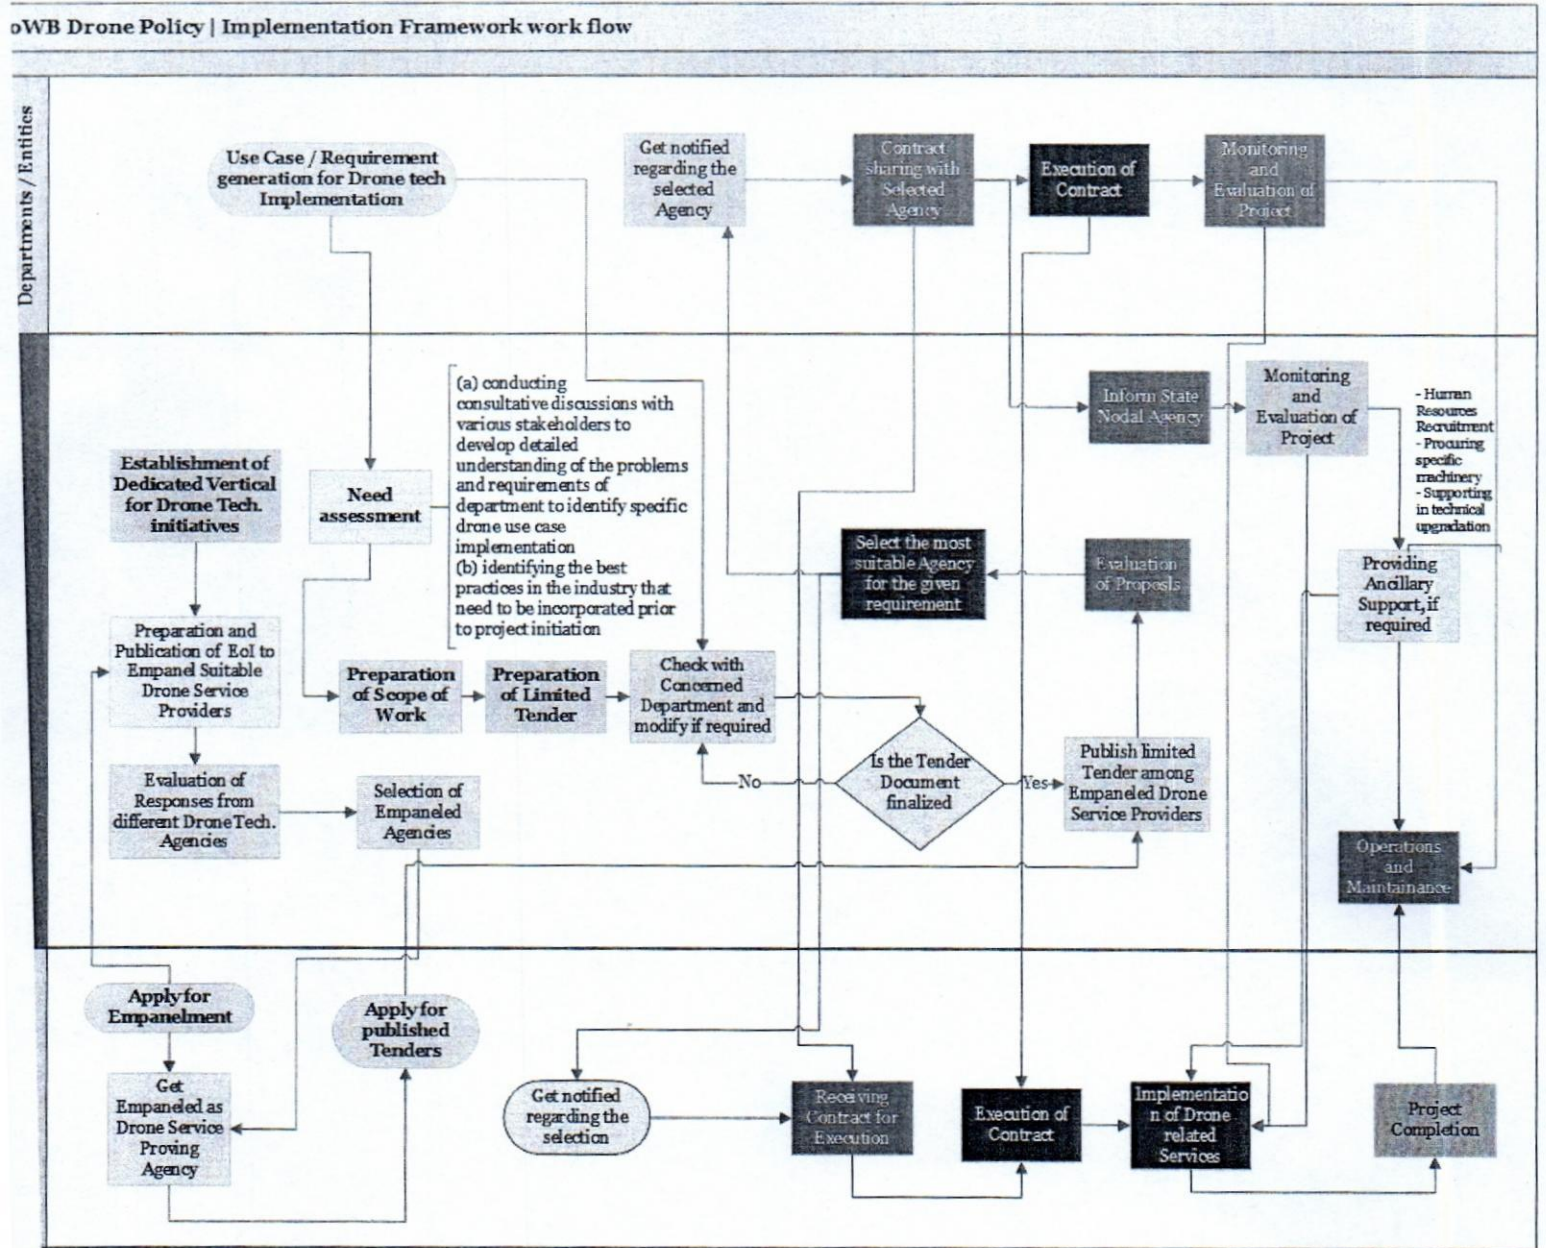 oWB Drone Policy | Implementation Framework work flow
Departments / Entities
Use Case / Requirement
generation for Drone tech
Implementation
Get notified
regarding the
selected
Agency
Contract
sharing with
Selected
Agency
Execution of
Contract
Monitoring
and
Evaluation of
Project
(a) conducting
consultative discussions with
various stakeholders to
develop detailed
understanding of the problems
and requirements of
department to identify specific
drone use case
implementation
(b) identifying the best
practices in the industry that
need to be incorporated prior
to project initiation
Inform State
Nodal Agency
Monitoring
and
Evaluation of
Project
- Human
Resources
Recruitment
- Procuring
specific
machinery
- Supporting
in technical
upgradation
Establishment of
Dedicated Vertical
for Drone Tech.
initiatives
Need
assessment
Select the most
suitable Agency
for the given
requirement
Evaluation
of Proposls
Providing
Ancillary
Support, if
required
Preparation and
Publication of EoI to
Empanel Suitable
Drone Service
Providers
Preparation
of Scope of
Work
Preparation
of Limited
Tender
Check with
Concerned
Department and
modify if required
Is the Tender
Document
finalized
No
Yes
Publish limited
Tender among
Empaneled Drone
Service Providers
Evaluation of
Responses from
different Drone Tech.
Agencies
Selection of
Empaneled
Agencies
Operations
and
Maintainance
Apply for
Empanelment
Apply for
published
Tenders
Get
Empaneled as
Drone Service
Proving
Agency
Get notified
regarding the
selection
Receiving
Contract for
Execution
Execution of
Contract
Implementatio
n of Drone
related
Services
Project
Completion